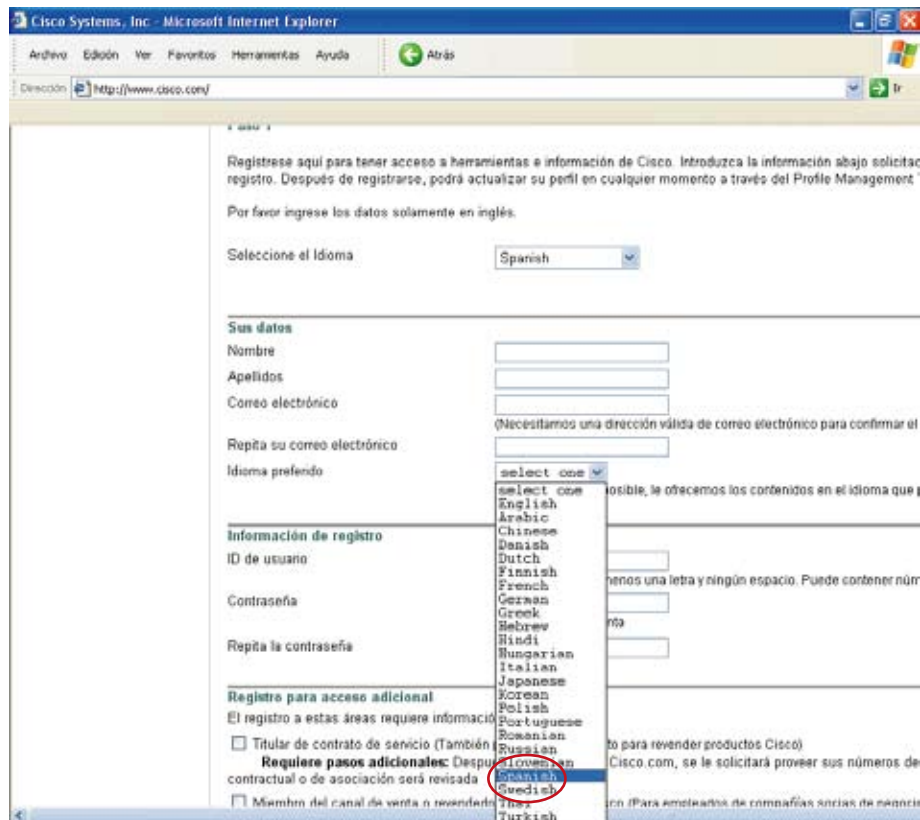 Cisco Systems, Inc - Microsoft Internet Explorer
Archivo Edición Ver Favoritos Herramientas Ayuda Atrás
Dirección http://www.cisco.com/ Ir
Regístrese aquí para tener acceso a herramientas e información de Cisco. Introduzca la información abajo
registro. Después de registrarse, podrá actualizar su perfil en cualquier momento a través del Profile Management
Por favor ingrese los datos solamente en inglés.
Seleccione el Idioma Spanish
Sus datos
Nombre
Apellidos
Correo electrónico
(Necesitamos una dirección válida de correo electrónico para confirmar el
Repita su correo electrónico
Idioma preferido select one
select one
posible, le ofrecemos los contenidos en el idioma que
English
Arabic
Chinese
Información de registro
Danish
ID de usuario
Dutch
Finnish
menos una letra y ningún espacio. Puede contener
French
Contraseña
German
Greek
Hebrew
Hindi
Repita la contraseña
Hungarian
Italian
Japanese
Korean
Registro para acceso adicional
Polish
El registro a estas áreas requiere
Portuguese
Romanian
Titular de contrato de servicio (También
Russian
para revender productos Cisco)
Requiere pasos adicionales:
Slovenian
Cisco.com, se le solicitará proveer sus números de
contractual o de asociación será revisada
Spanish
Swedish
Miembro del canal de venta o
Thai
(Para empleados de compañías socias de
Turkish